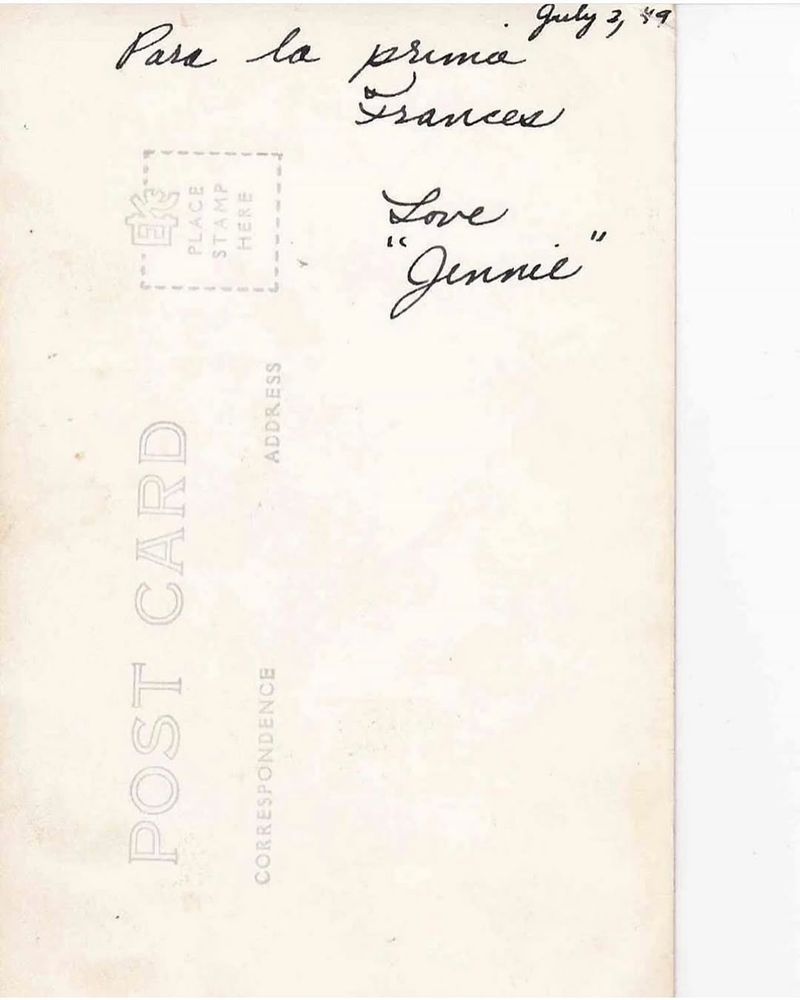 July 3, '49
Para la prima
Frances
Love
"Jennie"
PLACE
STAMP
HERE
POST CARD
ADDRESS
CORRESPONDENCE